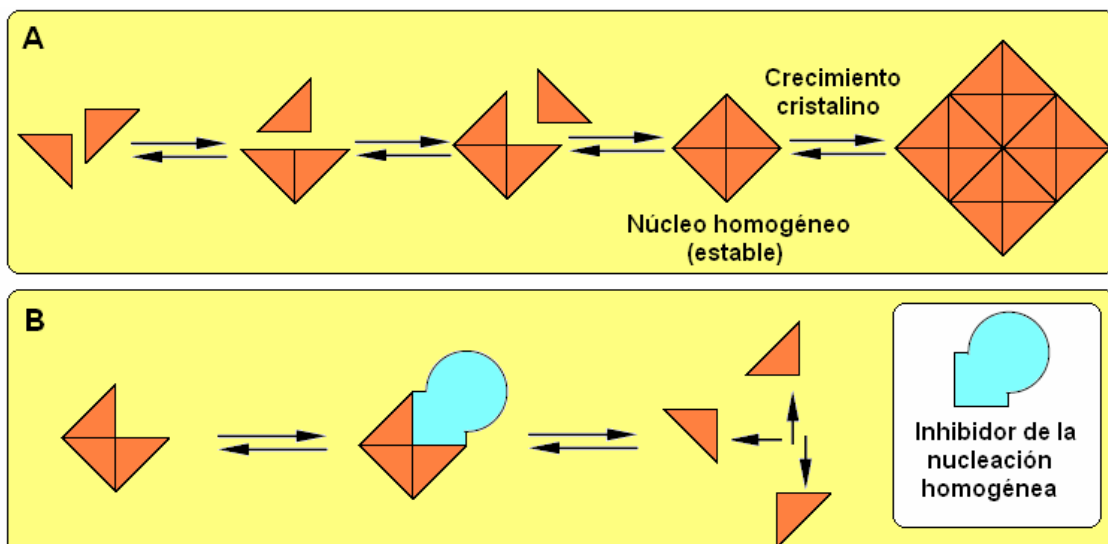 A
Crecimiento
cristalino
Núcleo homogéneo
(estable)
B
Inhibidor de la
nucleación
homogénea